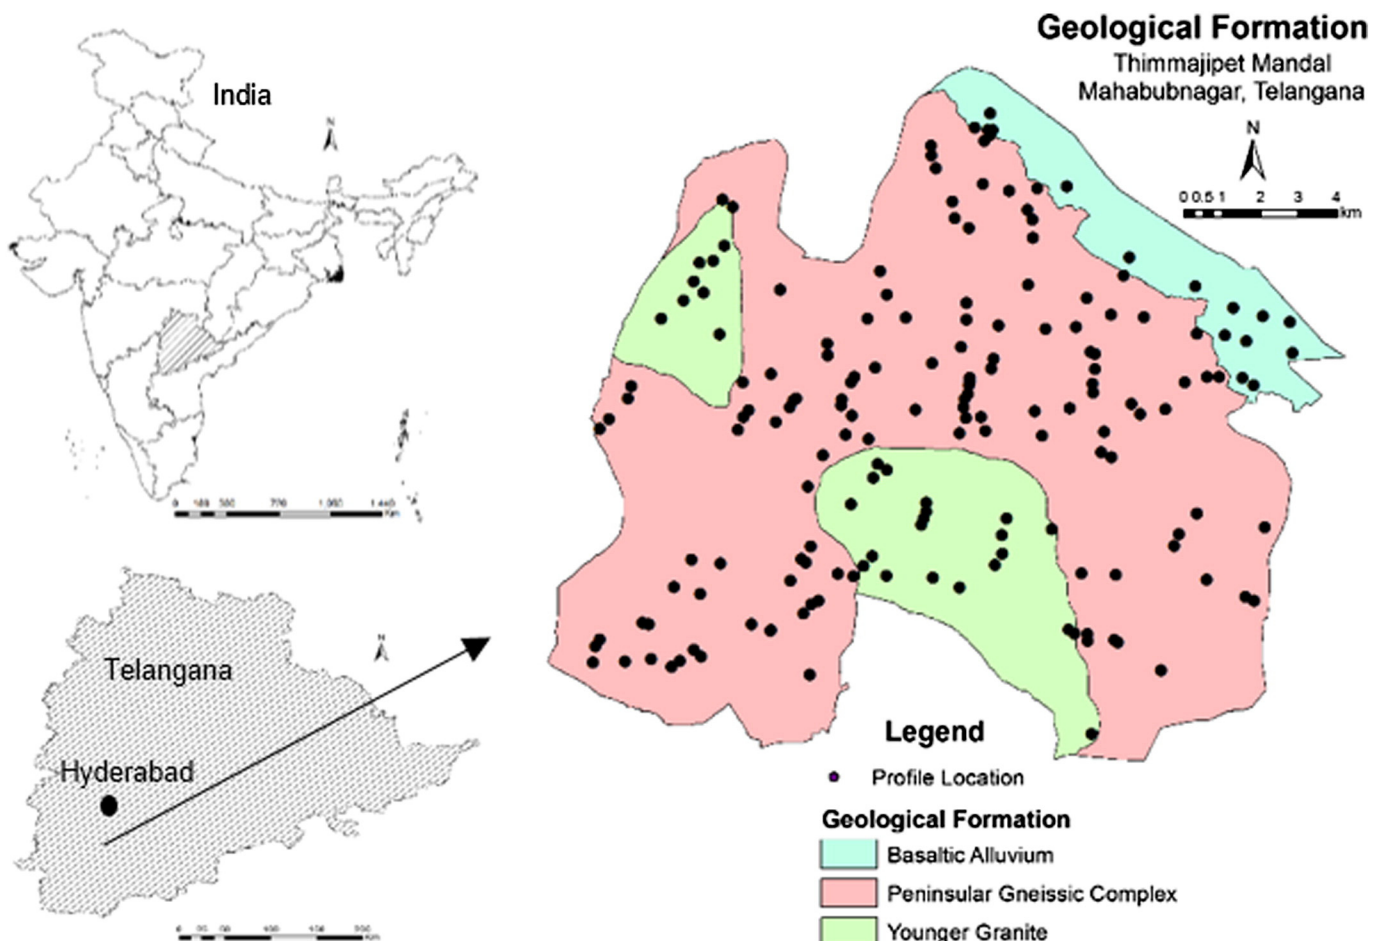 Geological Formation
Thimmajipet Mandal
Mahabubnagar, Telangana
India
N
N
0 0.5 1 2 3 4 km
Telangana
N
Hyderabad
Legend
Profile Location
Geological Formation
Basaltic Alluvium
Peninsular Gneissic Complex
Younger Granite